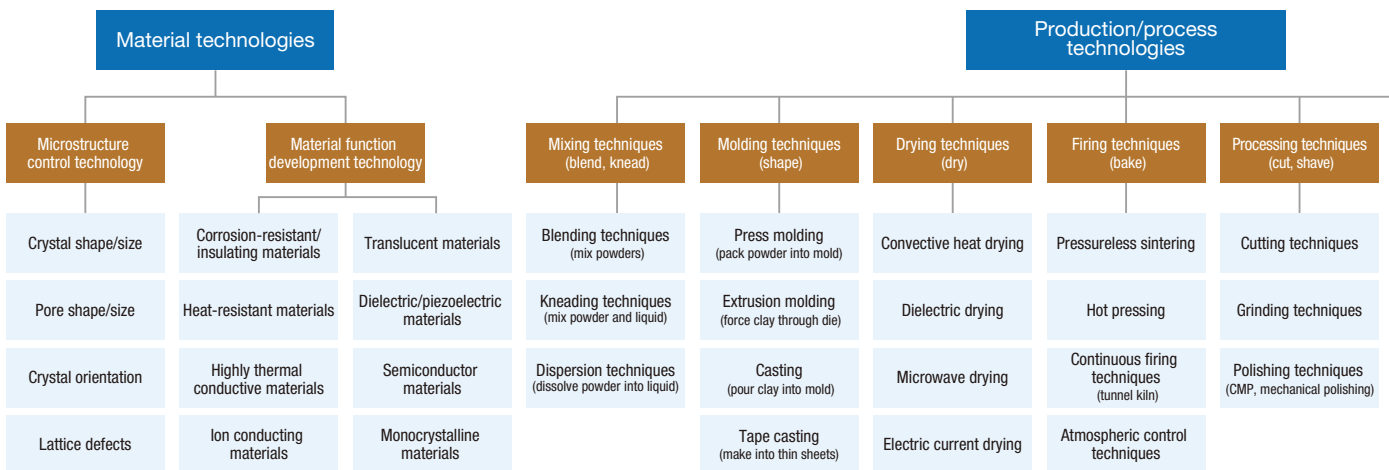 Material technologies
Production/process
technologies
Microstructure
control technology
Material function
development technology
Mixing techniques
(blend, knead)
Molding techniques
(shape)
Drying techniques
(dry)
Firing techniques
(bake)
Processing techniques
(cut, shave)
Crystal shape/size
Corrosion-resistant/
insulating materials
Translucent materials
Blending techniques
(mix powders)
Press molding
(pack powder into mold)
Convective heat drying
Pressureless sintering
Cutting techniques
Pore shape/size
Heat-resistant materials
Dielectric/piezoelectric
materials
Kneading techniques
(mix powder and liquid)
Extrusion molding
(force clay through die)
Dielectric drying
Hot pressing
Grinding techniques
Crystal orientation
Highly thermal
conductive materials
Semiconductor
materials
Dispersion techniques
(dissolve powder into liquid)
Casting
(pour clay into mold)
Microwave drying
Continuous firing
techniques
(tunnel kiln)
Polishing techniques
(CMP, mechanical polishing)
Lattice defects
Ion conducting
materials
Monocrystalline
materials
Tape casting
(make into thin sheets)
Electric current drying
Atmospheric control
techniques